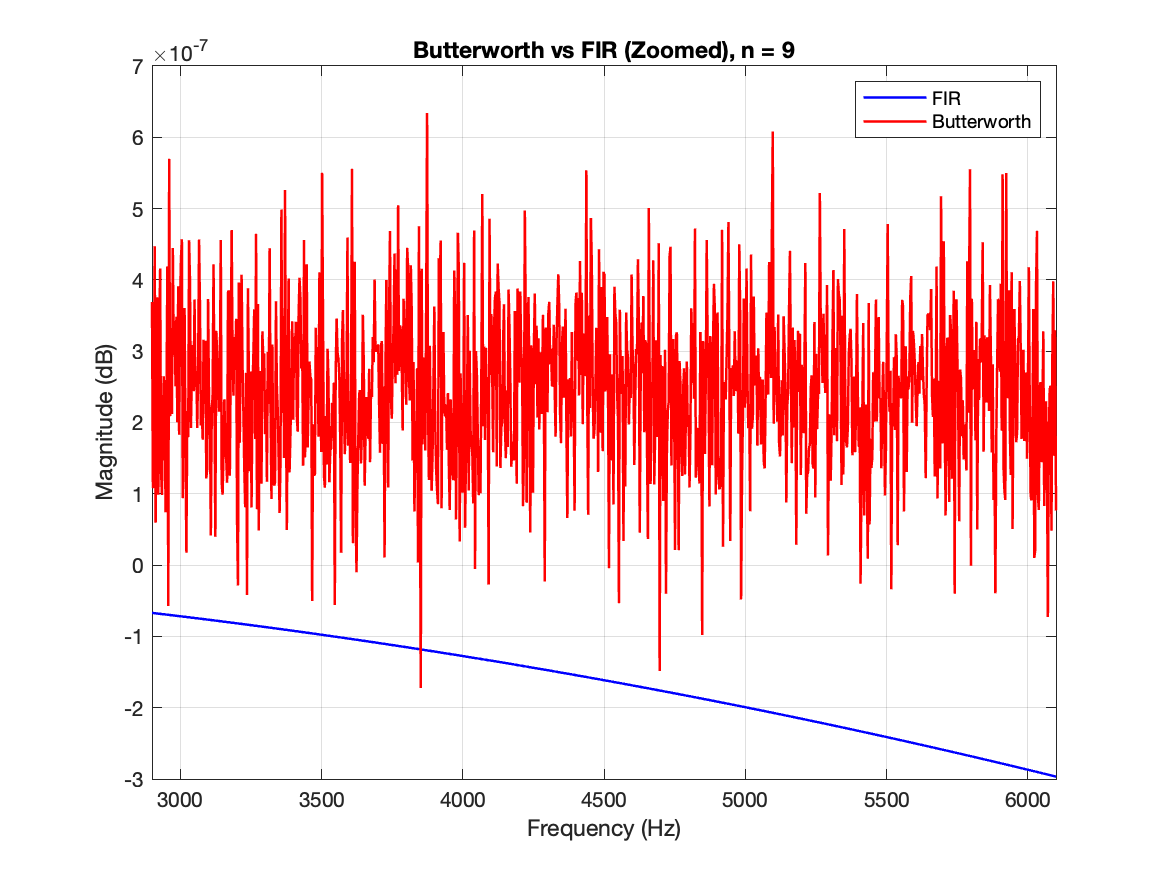 ×10⁻⁷
Butterworth vs FIR (Zoomed), n = 9
7
6
5
4
3
2
1
0
-1
-2
-3
Magnitude (dB)
FIR
Butterworth
3000 3500 4000 4500 5000 5500 6000
Frequency (Hz)